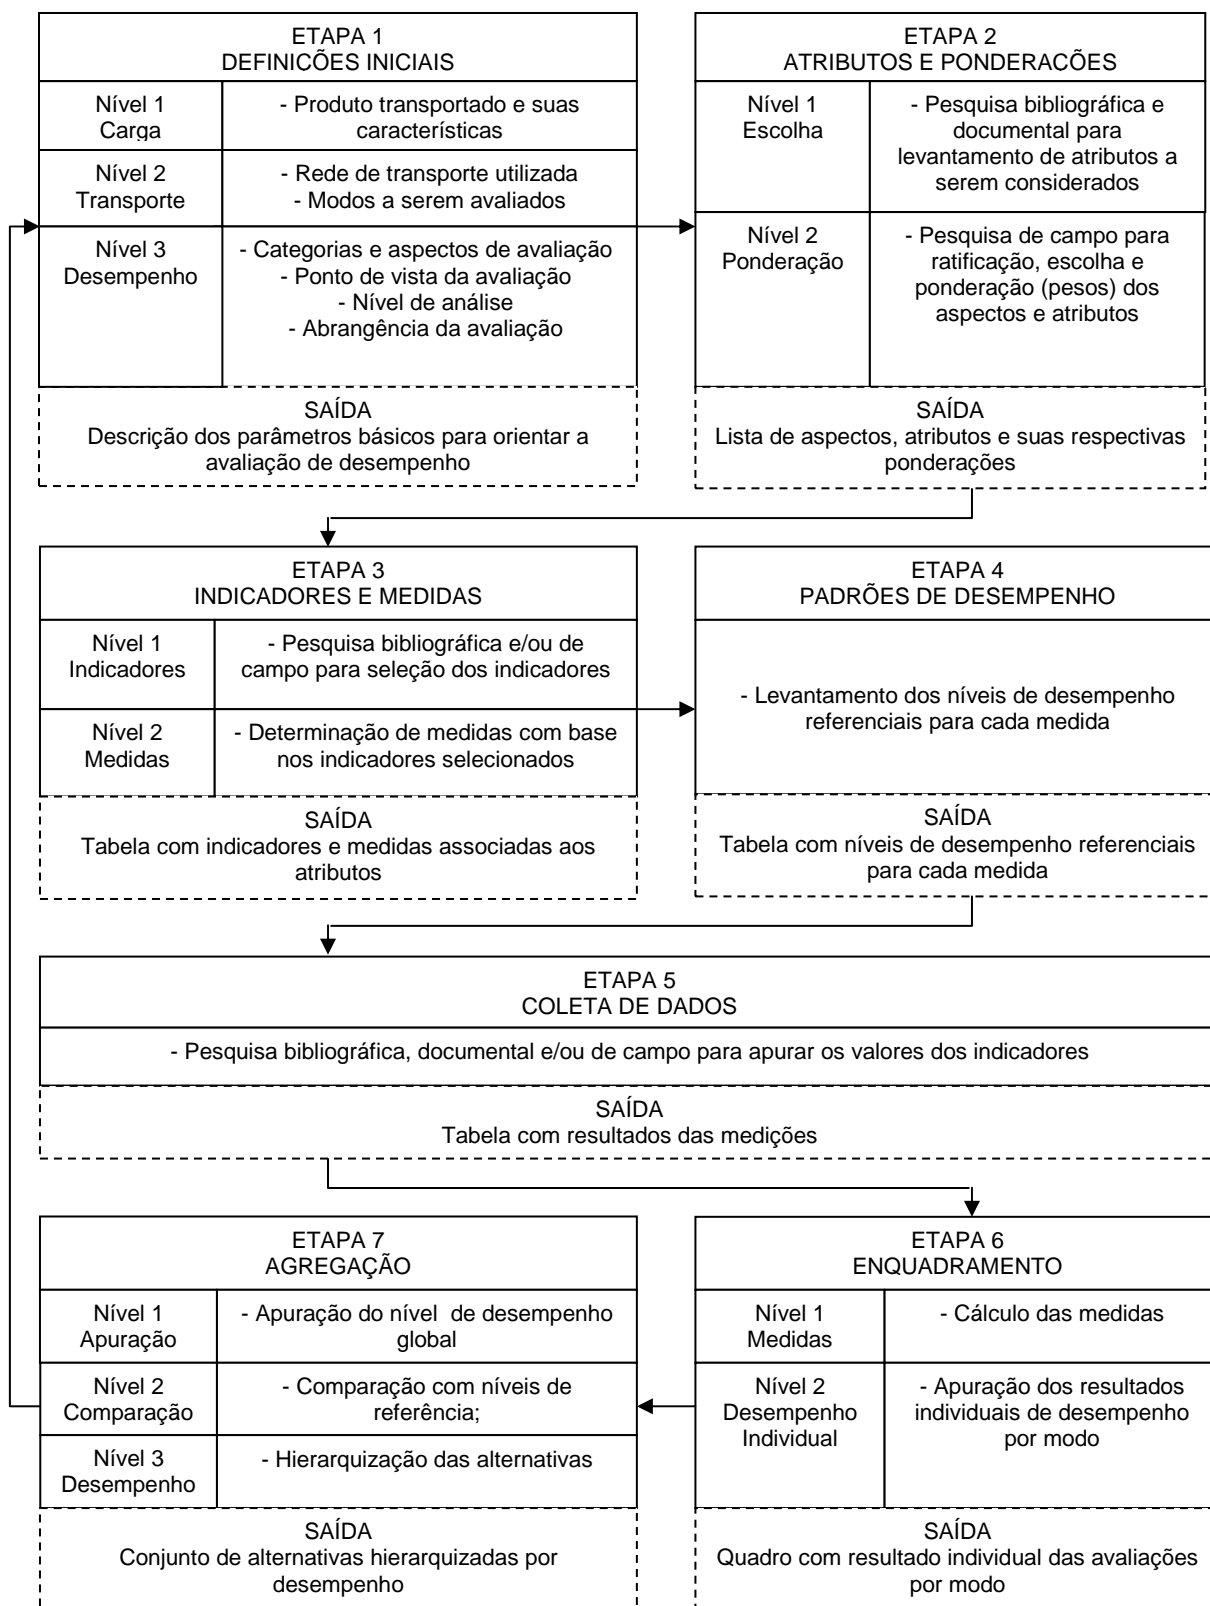 ETAPA 1
DEFINIÇÕES INICIAIS
Nível 1
Carga
- Produto transportado e suas
características
Nível 2
Transporte
- Rede de transporte utilizada
- Modos a serem avaliados
Nível 3
Desempenho
- Categorias e aspectos de avaliação
- Ponto de vista da avaliação
- Nível de análise
- Abrangência da avaliação
SAÍDA
Descrição dos parâmetros básicos para orientar a
avaliação de desempenho
ETAPA 2
ATRIBUTOS E PONDERAÇÕES
Nível 1
Escolha
- Pesquisa bibliográfica e
documental para
levantamento de atributos a
serem considerados
Nível 2
Ponderação
- Pesquisa de campo para
ratificação, escolha e
ponderação (pesos) dos
aspectos e atributos
SAÍDA
Lista de aspectos, atributos e suas respectivas
ponderações
ETAPA 3
INDICADORES E MEDIDAS
Nível 1
Indicadores
- Pesquisa bibliográfica e/ou de
campo para seleção dos indicadores
Nível 2
Medidas
- Determinação de medidas com base
nos indicadores selecionados
SAÍDA
Tabela com indicadores e medidas associadas aos
atributos
ETAPA 4
PADRÕES DE DESEMPENHO
- Levantamento dos níveis de desempenho
referenciais para cada medida
SAÍDA
Tabela com níveis de desempenho referenciais
para cada medida
ETAPA 5
COLETA DE DADOS
- Pesquisa bibliográfica, documental e/ou de campo para apurar os valores dos indicadores
SAÍDA
Tabela com resultados das medições
ETAPA 7
AGREGAÇÃO
Nível 1
Apuração
- Apuração do nível de desempenho
global
Nível 2
Comparação
- Comparação com níveis de
referência;
Nível 3
Desempenho
- Hierarquização das alternativas
SAÍDA
Conjunto de alternativas hierarquizadas por
desempenho
ETAPA 6
ENQUADRAMENTO
Nível 1
Medidas
- Cálculo das medidas
Nível 2
Desempenho
Individual
- Apuração dos resultados
individuais de desempenho
por modo
SAÍDA
Quadro com resultado individual das avaliações
por modo